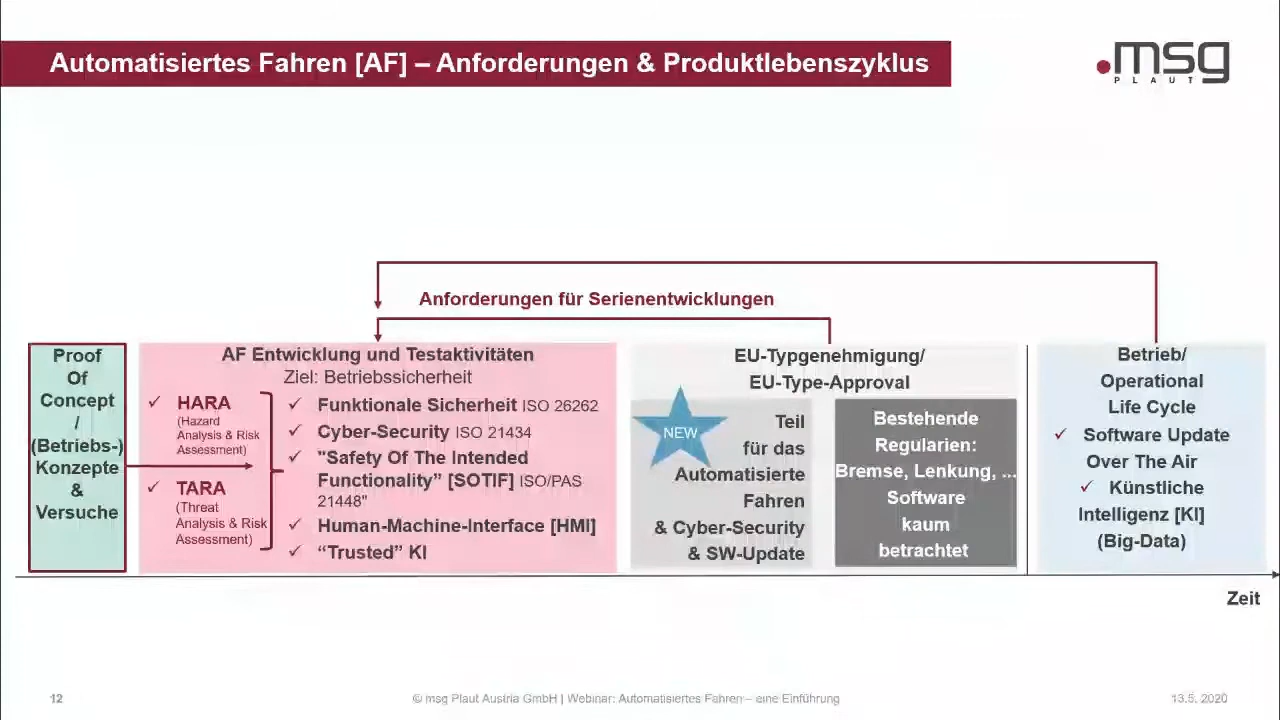 Automatisiertes Fahren [AF] – Anforderungen & Produktlebenszyklus
.msg
PLAUT
Anforderungen für Serienentwicklungen
Proof
Of
Concept
/
(Betriebs-)
Konzepte
&
Versuche
AF Entwicklung und Testaktivitäten
Ziel: Betriebssicherheit
✓ HARA
(Hazard
Analysis & Risk
Assessment)
✓ TARA
(Threat
Analysis & Risk
Assessment)
✓ Funktionale Sicherheit ISO 26262
✓ Cyber-Security ISO 21434
✓ "Safety Of The Intended
Functionality” [SOTIF] ISO/PAS
21448"
✓ Human-Machine-Interface [HMI]
✓ “Trusted” KI
EU-Typgenehmigung/
EU-Type-Approval
NEW
Teil
für das
Automatisierte
Fahren
& Cyber-Security
& SW-Update
Bestehende
Regularien:
Bremse, Lenkung, ...
Software
kaum
betrachtet
Betrieb/
Operational
Life Cycle
✓ Software Update
Over The Air
✓ Künstliche
Intelligenz [KI]
(Big-Data)
Zeit
12
© msg Plaut Austria GmbH | Webinar: Automatisiertes Fahren – eine Einführung
13.5. 2020